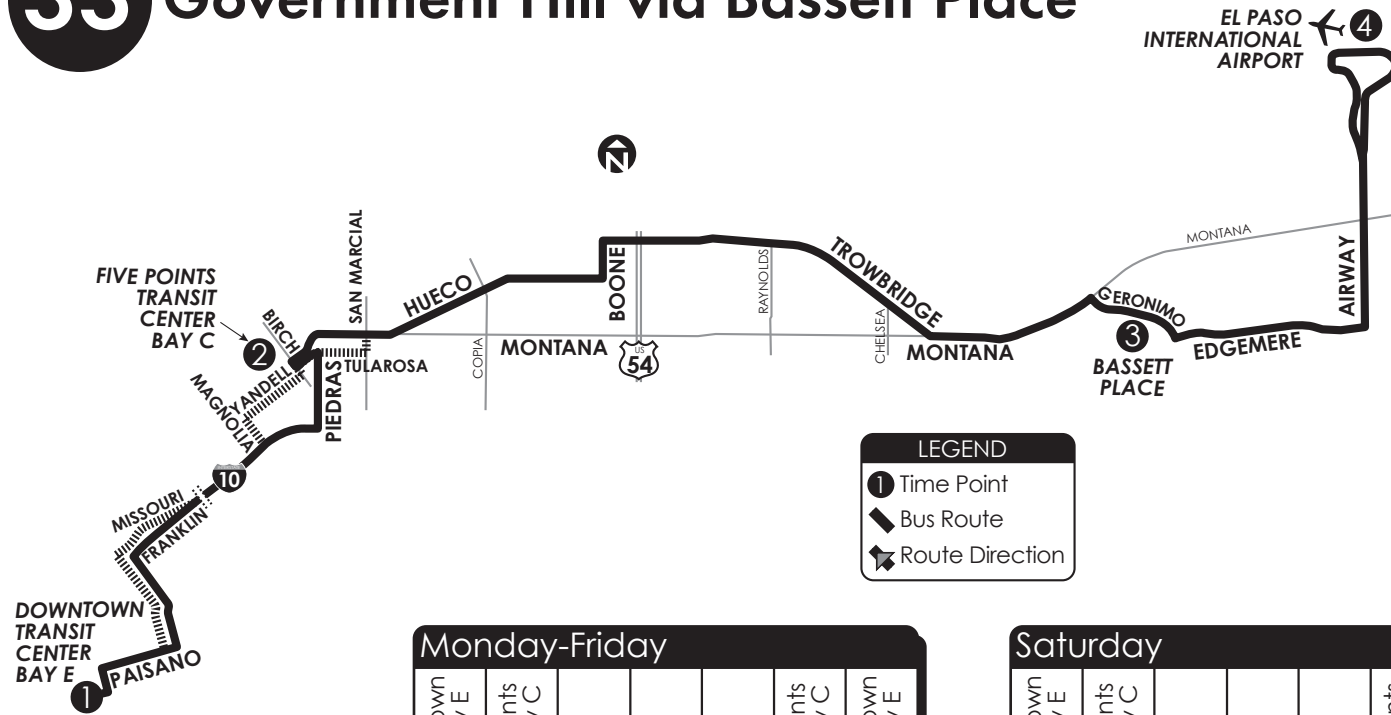 Government Hill via Bassett Place
EL PASO
INTERNATIONAL
AIRPORT
4
N
MONTANA
SAN MARCIAL
HUECO
BOONE
RAYNOLDS
TROWBRIDGE
GERONIMO
AIRWAY
FIVE POINTS
TRANSIT
CENTER
BAY C
2
BIRCH
COPIA
MONTANA
US
54
CHELSEA
MONTANA
3
BASSETT
PLACE
EDGEMERE
TULAROSA
YANDELL
MAGNOLIA
PIEDRAS
10
MISSOURI
FRANKLIN
LEGEND
1 Time Point
Bus Route
Route Direction
DOWNTOWN
TRANSIT
CENTER
BAY E
1
PAISANO
Monday-Friday
Saturday